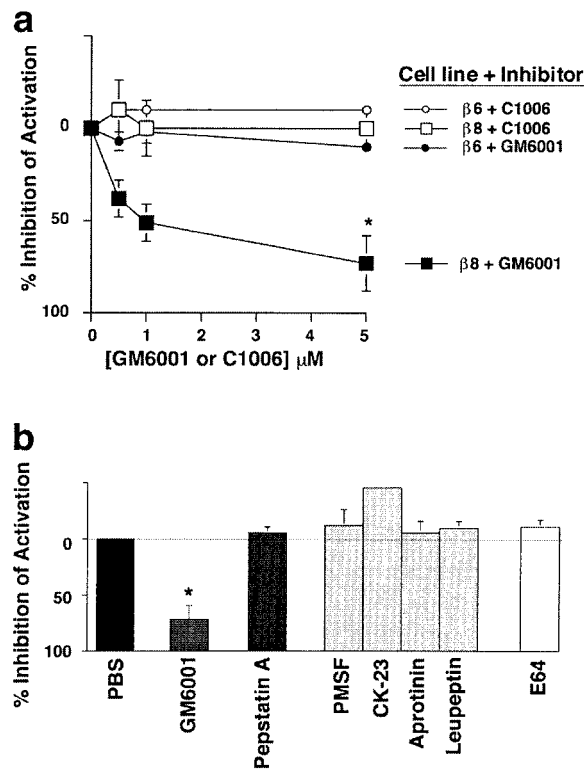 a
% Inhibition of Activation
0
50
100
0
1
2
3
4
5
[GM6001 or C1006] μM
*
Cell line + Inhibitor
β6 + C1006
β8 + C1006
β6 + GM6001
β8 + GM6001
b
% Inhibition of Activation
0
50
100
*
PBS
GM6001
Pepstatin A
PMSF
CK-23
Aprotinin
Leupeptin
E64